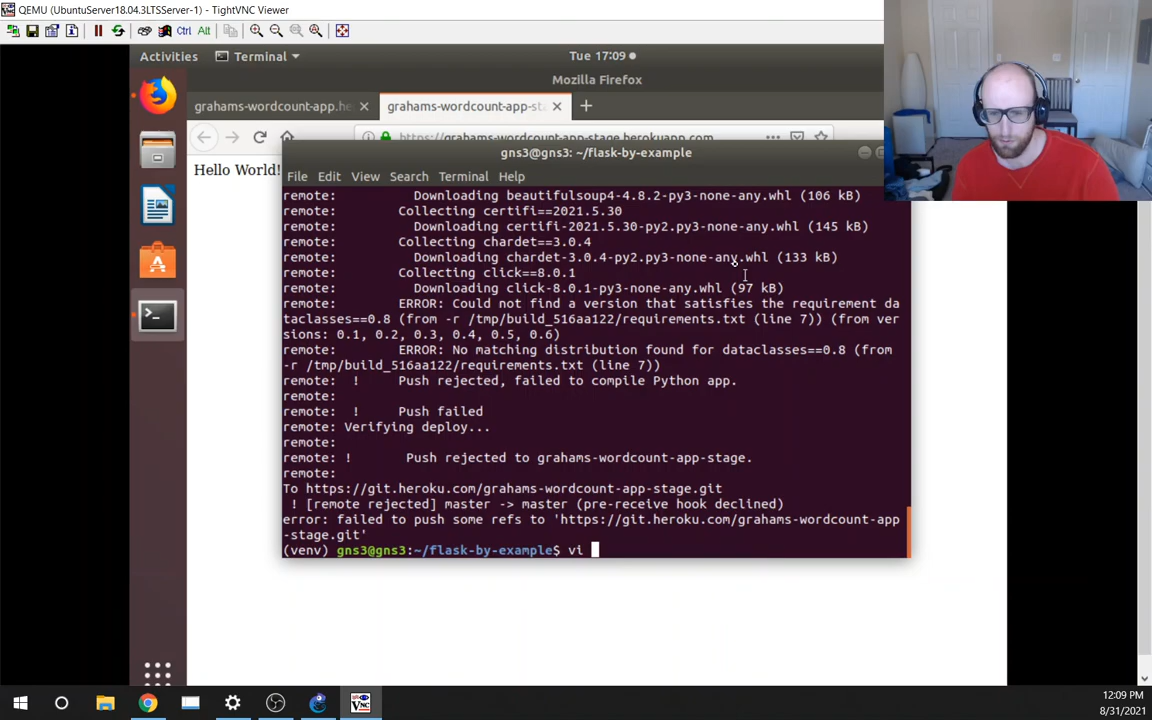 QEMU (UbuntuServer18.04.3LTSServer-1) - TightVNC Viewer
Ctrl Alt
Activities Terminal Tue 17:09
Mozilla Firefox
grahams-wordcount-app.he grahams-wordcount-app-sta
https://grahams-wordcount-app-stage.herokuapp.com
Hello World!
gns3@gns3: ~/flask-by-example
File Edit View Search Terminal Help
remote: Downloading beautifulsoup4-4.8.2-py3-none-any.whl (106 kB)
remote: Collecting certifi==2021.5.30
remote: Downloading certifi-2021.5.30-py2.py3-none-any.whl (145 kB)
remote: Collecting chardet==3.0.4
remote: Downloading chardet-3.0.4-py2.py3-none-any.whl (133 kB)
remote: Collecting click==8.0.1
remote: Downloading click-8.0.1-py3-none-any.whl (97 kB)
remote: ERROR: Could not find a version that satisfies the requirement da
taclasses==0.8 (from -r /tmp/build_516aa122/requirements.txt (line 7)) (from ver
sions: 0.1, 0.2, 0.3, 0.4, 0.5, 0.6)
remote: ERROR: No matching distribution found for dataclasses==0.8 (from
-r /tmp/build_516aa122/requirements.txt (line 7))
remote: ! Push rejected, failed to compile Python app.
remote:
remote: ! Push failed
remote: Verifying deploy...
remote:
remote: ! Push rejected to grahams-wordcount-app-stage.
remote:
To https://git.heroku.com/grahams-wordcount-app-stage.git
! [remote rejected] master -> master (pre-receive hook declined)
error: failed to push some refs to 'https://git.heroku.com/grahams-wordcount-app
-stage.git'
(venv) gns3@gns3:~/flask-by-example$ vi
12:09 PM
8/31/2021